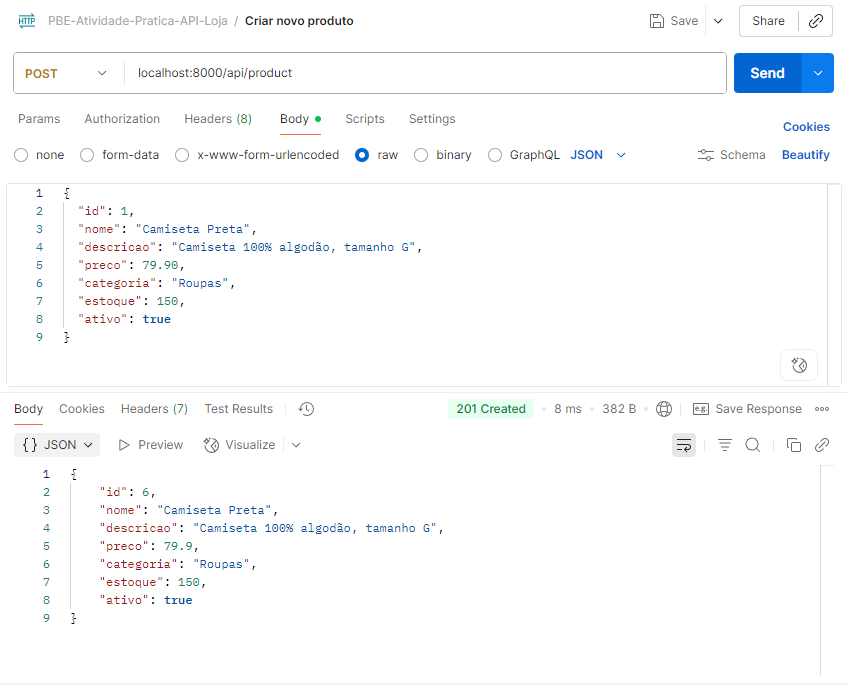 HTTP PBE-Atividade-Pratica-API-Loja / Criar novo produto Save Share
POST localhost:8000/api/product Send
Params Authorization Headers (8) Body Scripts Settings Cookies
none form-data x-www-form-urlencoded raw binary GraphQL JSON Schema Beautify
1 {
2 "id": 1,
3 "nome": "Camiseta Preta",
4 "descricao": "Camiseta 100% algodão, tamanho G",
5 "preco": 79.90,
6 "categoria": "Roupas",
7 "estoque": 150,
8 "ativo": true
9 }
Body Cookies Headers (7) Test Results 201 Created 8 ms 382 B e.g. Save Response
{} JSON Preview Visualize
1 {
2 "id": 6,
3 "nome": "Camiseta Preta",
4 "descricao": "Camiseta 100% algodão, tamanho G",
5 "preco": 79.9,
6 "categoria": "Roupas",
7 "estoque": 150,
8 "ativo": true
9 }